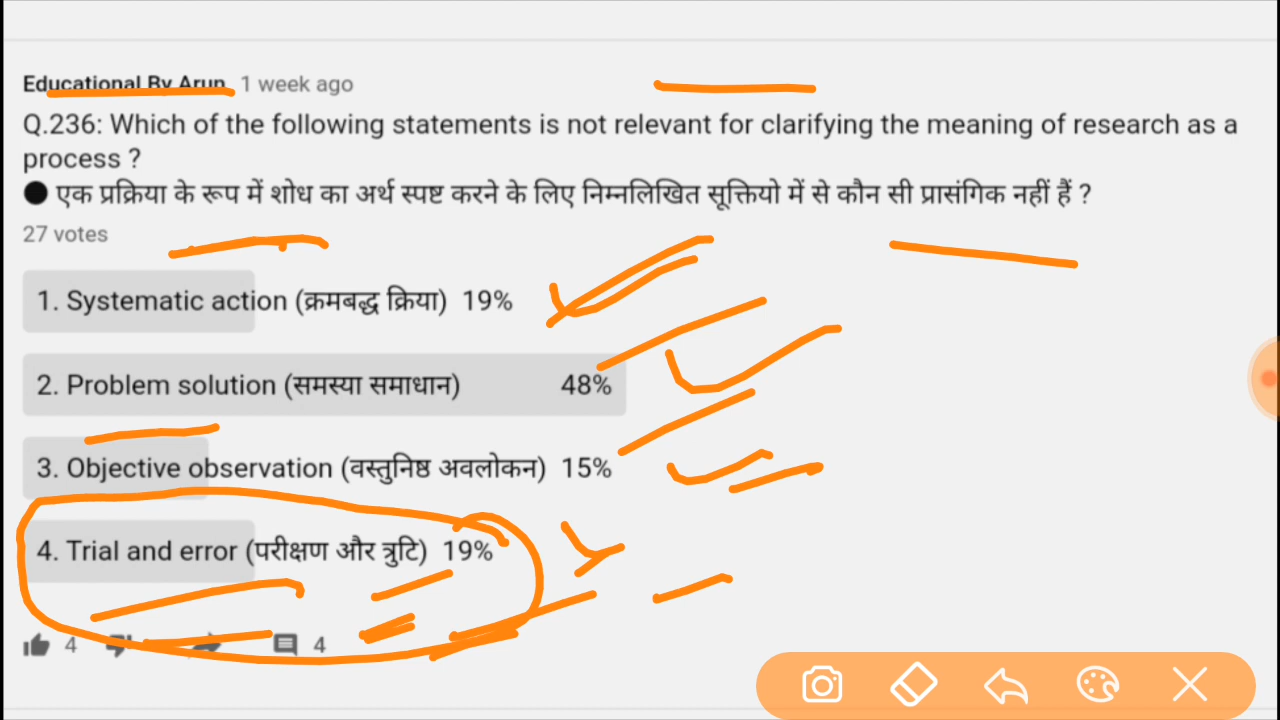 Educational By Arun 1 week ago
Q.236: Which of the following statements is not relevant for clarifying the meaning of research as a
process ?
● एक प्रक्रिया के रूप में शोध का अर्थ स्पष्ट करने के लिए निम्नलिखित सूक्तियो में से कौन सी प्रासंगिक नहीं हैं ?
27 votes
1. Systematic action (क्रमबद्ध क्रिया) 19%
2. Problem solution (समस्या समाधान) 48%
3. Objective observation (वस्तुनिष्ठ अवलोकन) 15%
4. Trial and error (परीक्षण और त्रुटि) 19%
4 4